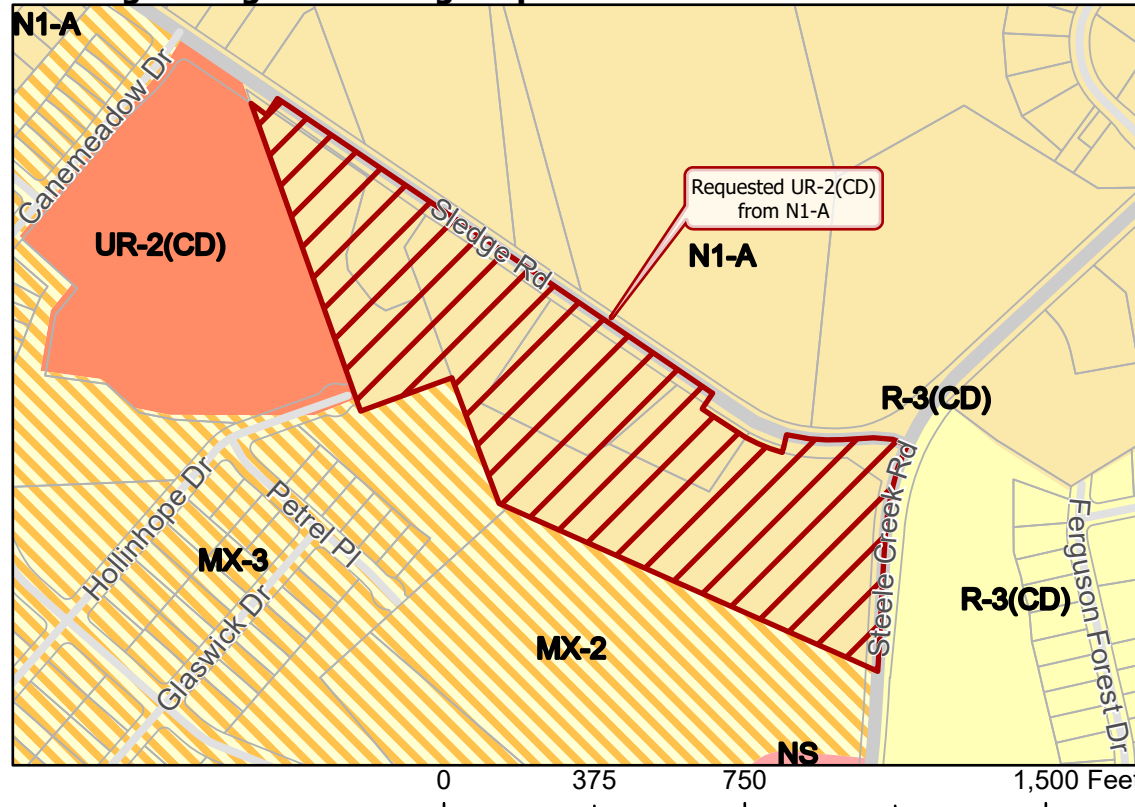 N1-A
Canemeadow Dr
UR-2(CD)
Requested UR-2(CD)
from N1-A
Sledge Rd
N1-A
R-3(CD)
Steele Creek Rd
Hollinhope Dr
Petrel Pl
MX-3
Glaswick Dr
MX-2
R-3(CD)
Ferguson Forest Dr
NS
0 375 750 1,500 Feet